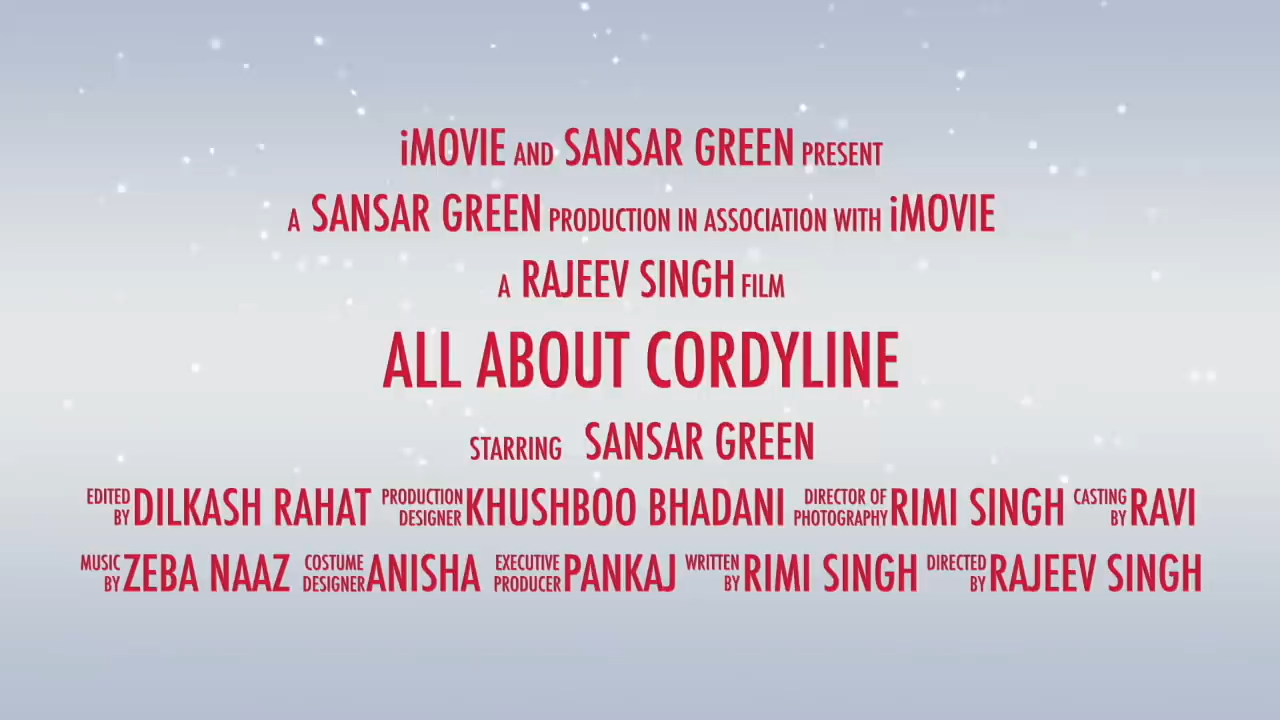 iMOVIE AND SANSAR GREEN PRESENT
A SANSAR GREEN PRODUCTION IN ASSOCIATION WITH iMOVIE
A RAJEEV SINGH FILM
ALL ABOUT CORDYLINE
STARRING SANSAR GREEN
EDITED BY DILKASH RAHAT PRODUCTION DESIGNER KHUSHBOO BHADANI DIRECTOR OF PHOTOGRAPHY RIMI SINGH CASTING BY RAVI
MUSIC BY ZEBA NAAZ COSTUME DESIGNER ANISHA EXECUTIVE PRODUCER PANKAJ WRITTEN BY RIMI SINGH DIRECTED BY RAJEEV SINGH